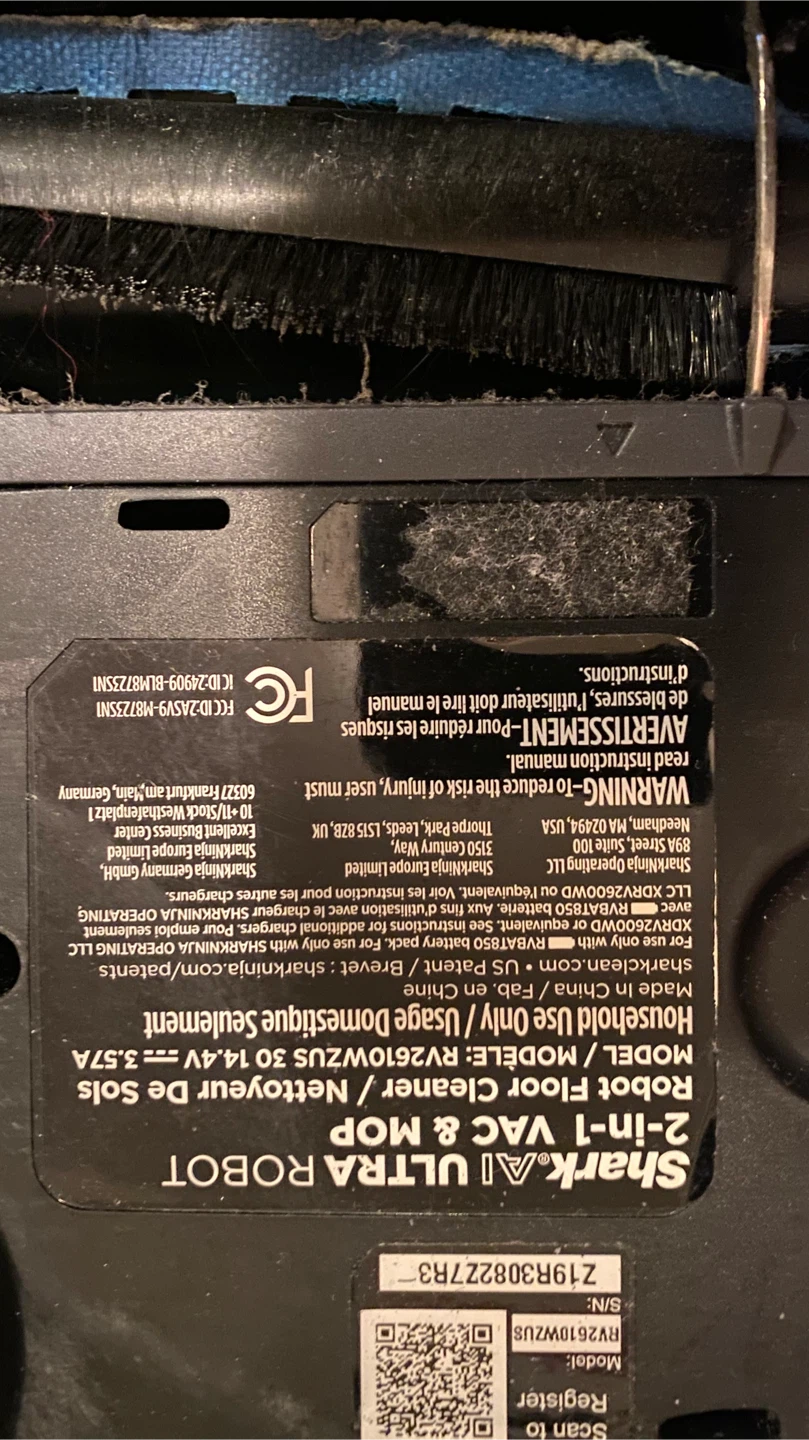 Scan to
Register
Model:
RV2610WZUS
S/N:
Z19R3082Z7R3
Shark® AI ULTRA ROBOT
2-in-1 VAC & MOP
Robot Floor Cleaner / Nettoyeur De Sols
MODEL / MODÈLE: RV2610WZUS 30 14.4V ⎓ 3.57A
Household Use Only / Usage Domestique Seulement
Made In China / Fab. en Chine
sharkclean.com • US Patent / Brevet : sharkninja.com/patents
For use only with RVBAT850 battery pack. For use only with SHARKNINJA OPERATING LLC
XDRV2600WD or equivalent. See instructions for additional chargers. Pour emploi seulement
avec RVBAT850 batterie. Aux fins d'utilisation avec le chargeur SHARKNINJA OPERATING
LLC XDRV2600WD ou équivalent. Voir les instruction pour les autres chargeurs.
SharkNinja Operating LLC
89A Street, Suite 100
Needham, MA 02494, USA
SharkNinja Europe Limited
3150 Century Way,
Thorpe Park, Leeds, LS15 8ZB, UK
SharkNinja Germany GmbH,
SharkNinja Europe Limited
Excellent Business Center
10+11/Stock Westhafenplatz 1
60327 Frankfurt am, Main, Germany
WARNING–To reduce the risk of injury, user must
read instruction manual.
AVERTISSEMENT–Pour réduire les risques
de blessures, l'utilisateur doit lire le manuel
d'instructions.
FC
FCC ID:2ASV9-M8723SN1
IC ID:24909-BLM8723SN1